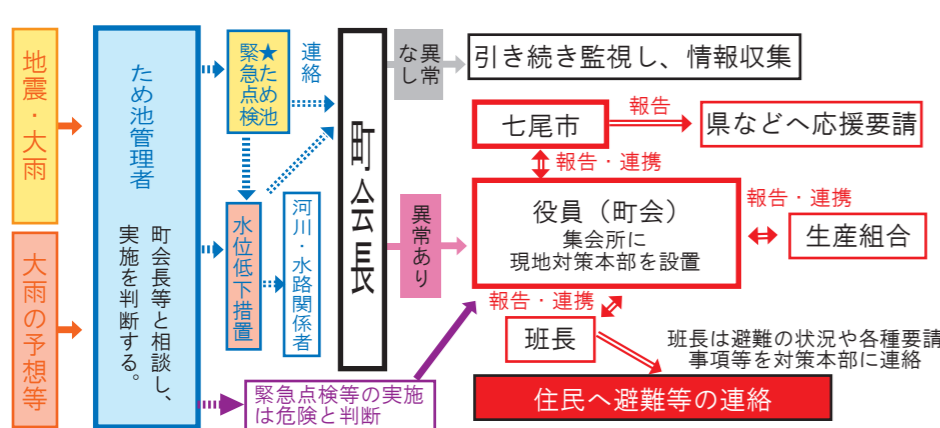 地震・大雨
大雨の予想等
ため池管理者
町会長等と相談し、
実施を判断する。
★ため池
緊急点検
連絡
水位低下措置
河川・水路関係者
緊急点検等の実施
は危険と判断
町会長
異常
なし
異常あり
引き続き監視し、情報収集
七尾市
報告
県などへ応援要請
報告・連携
役員（町会）
集会所に
現地対策本部を設置
報告・連携
生産組合
報告・連携
班長
班長は避難の状況や各種要請
事項等を対策本部に連絡
住民へ避難等の連絡